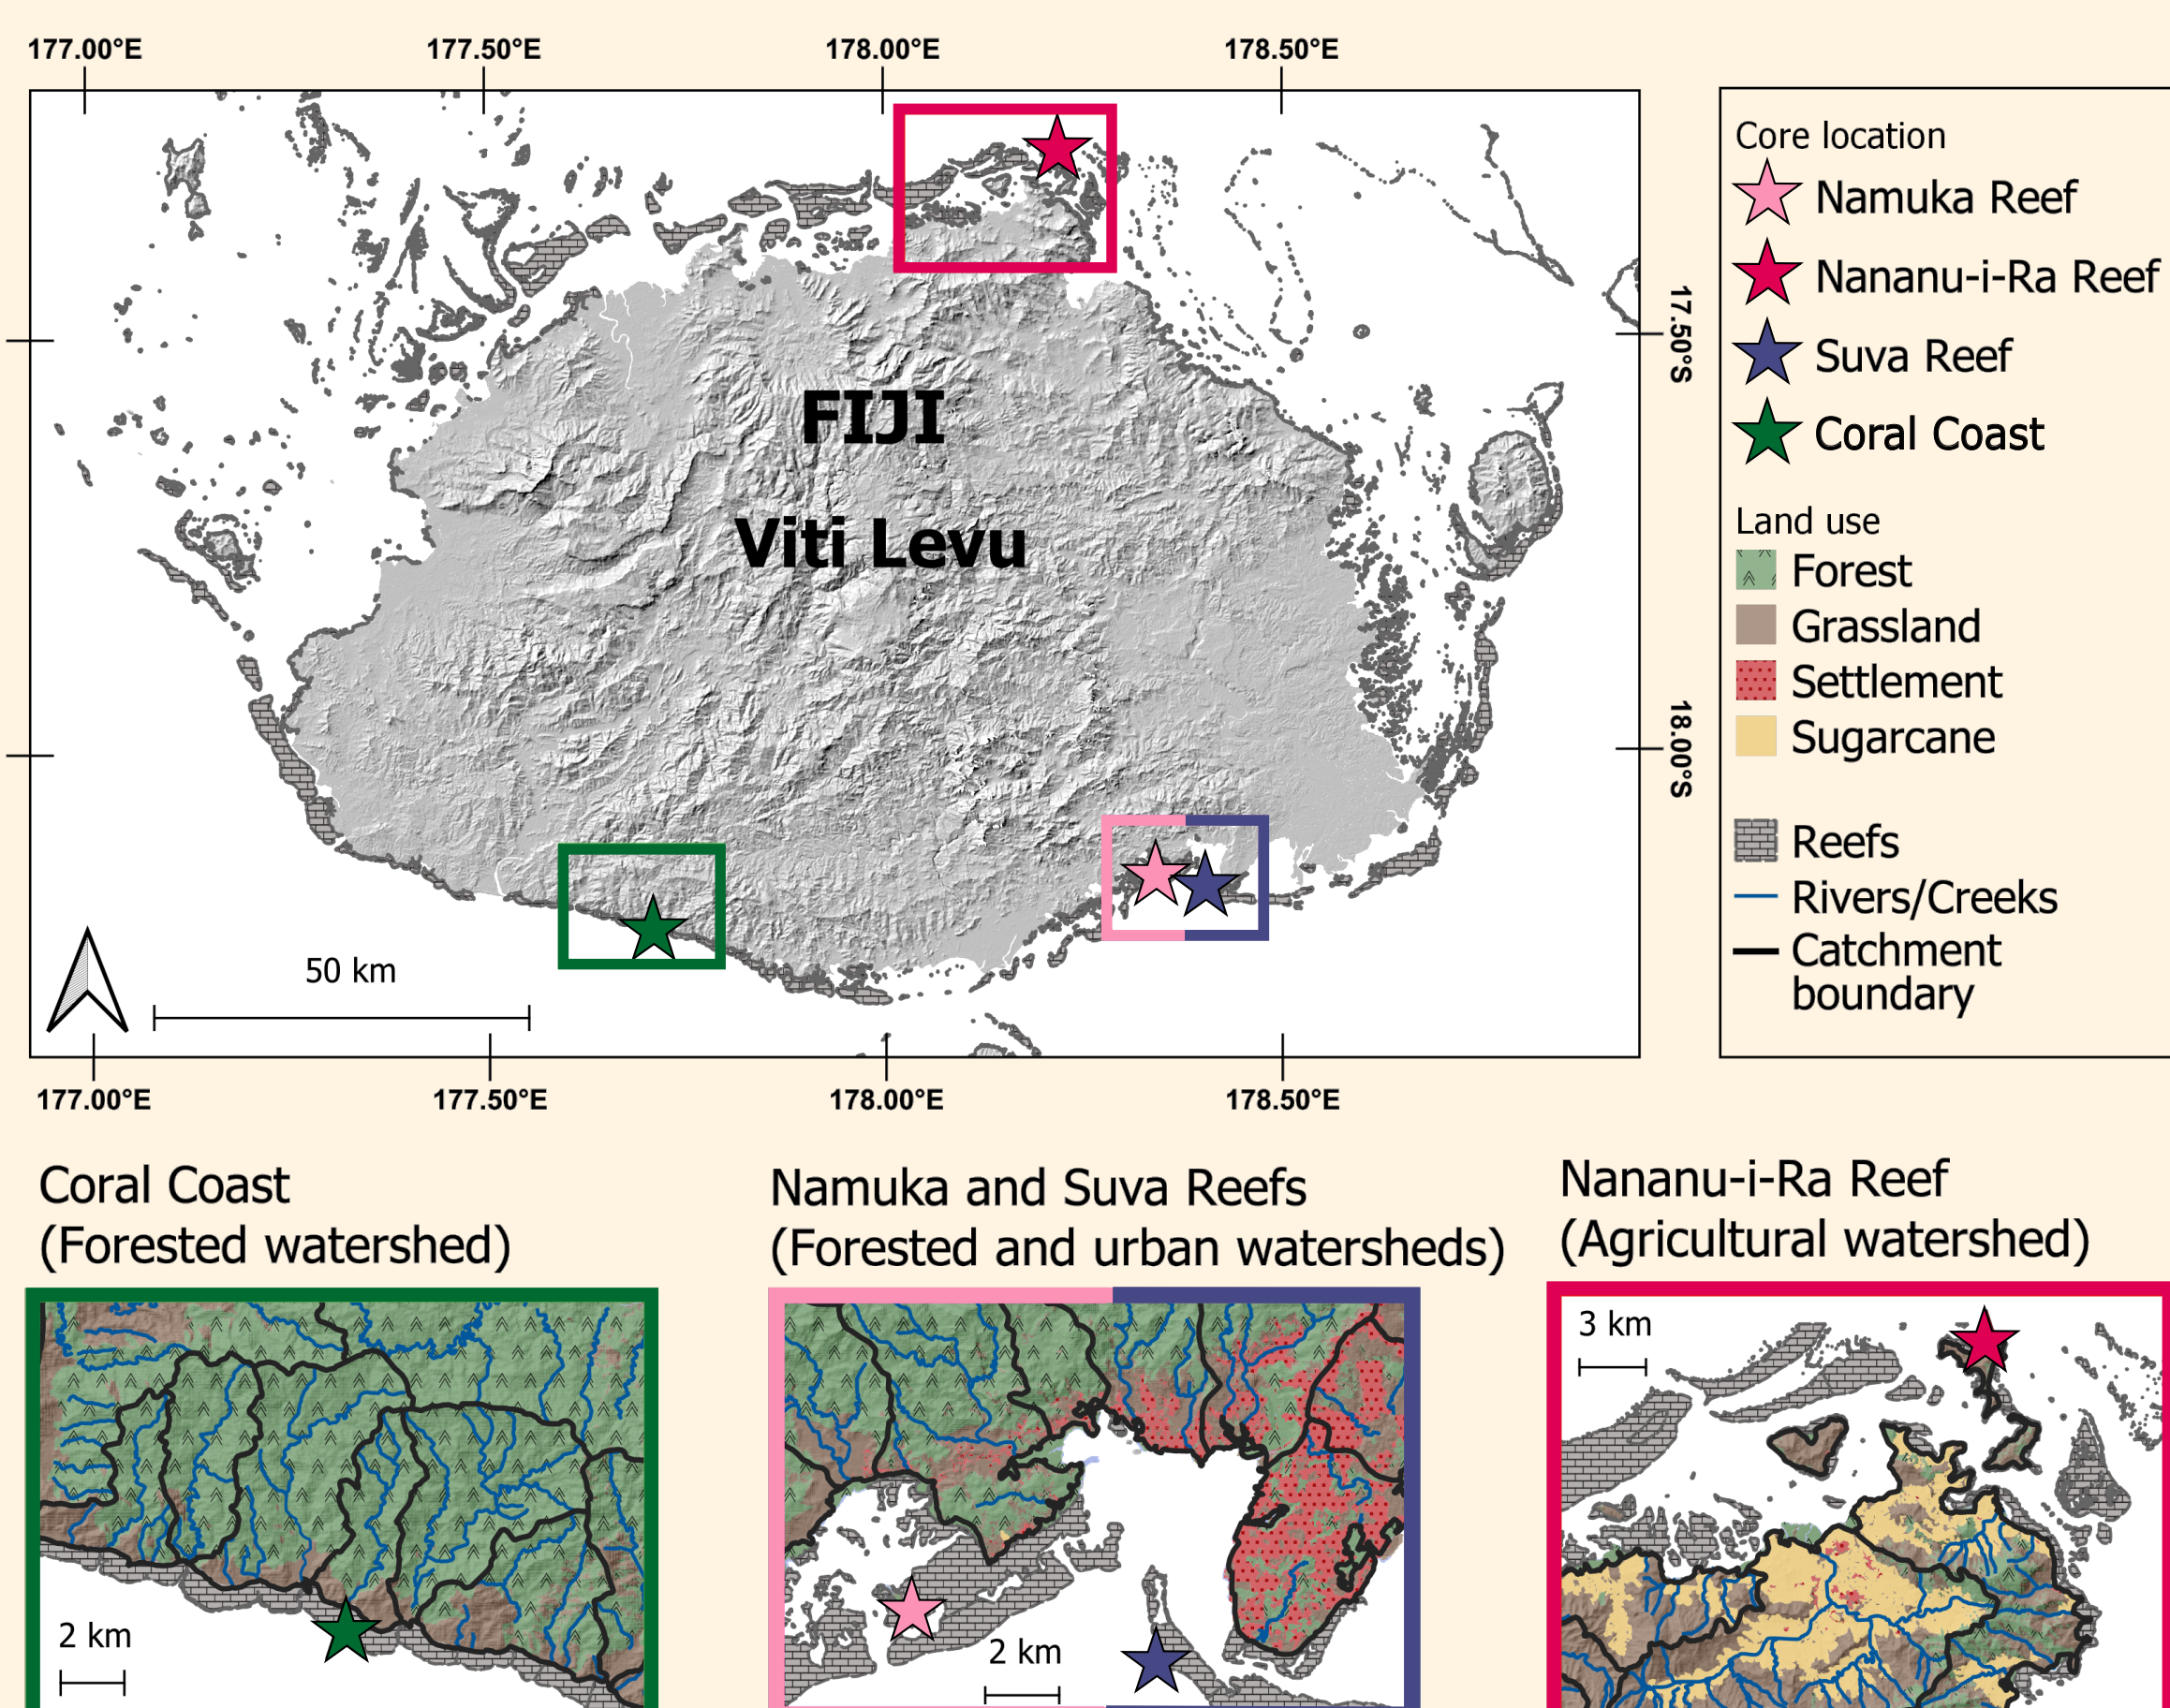 177.00°E 177.50°E 178.00°E 178.50°E
FIJI
Viti Levu
17.50°S
18.00°S
50 km
177.00°E 177.50°E 178.00°E 178.50°E
Core location
Namuka Reef
Nananu-i-Ra Reef
Suva Reef
Coral Coast
Land use
Forest
Grassland
Settlement
Sugarcane
Reefs
Rivers/Creeks
Catchment
boundary
Coral Coast
(Forested watershed)
2 km
Namuka and Suva Reefs
(Forested and urban watersheds)
2 km
Nananu-i-Ra Reef
(Agricultural watershed)
3 km